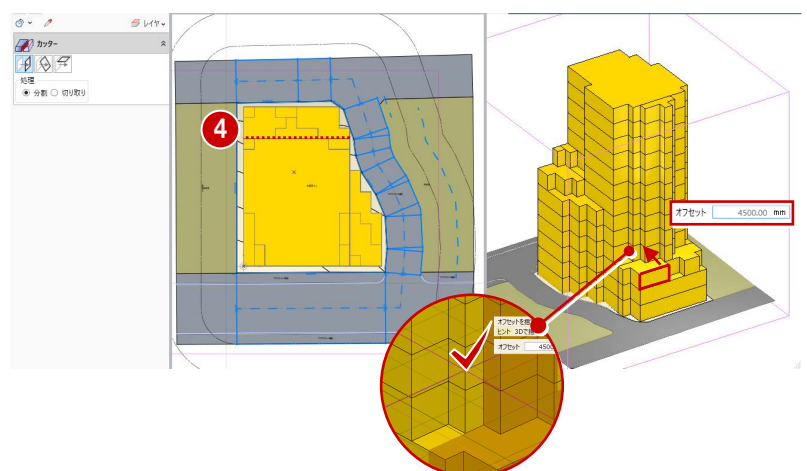 レイヤ
カッター
処理
分割 切り取り
4
オフセット 4500.00 mm
オフセットを指
ヒント 3Dで指
オフセット 4500